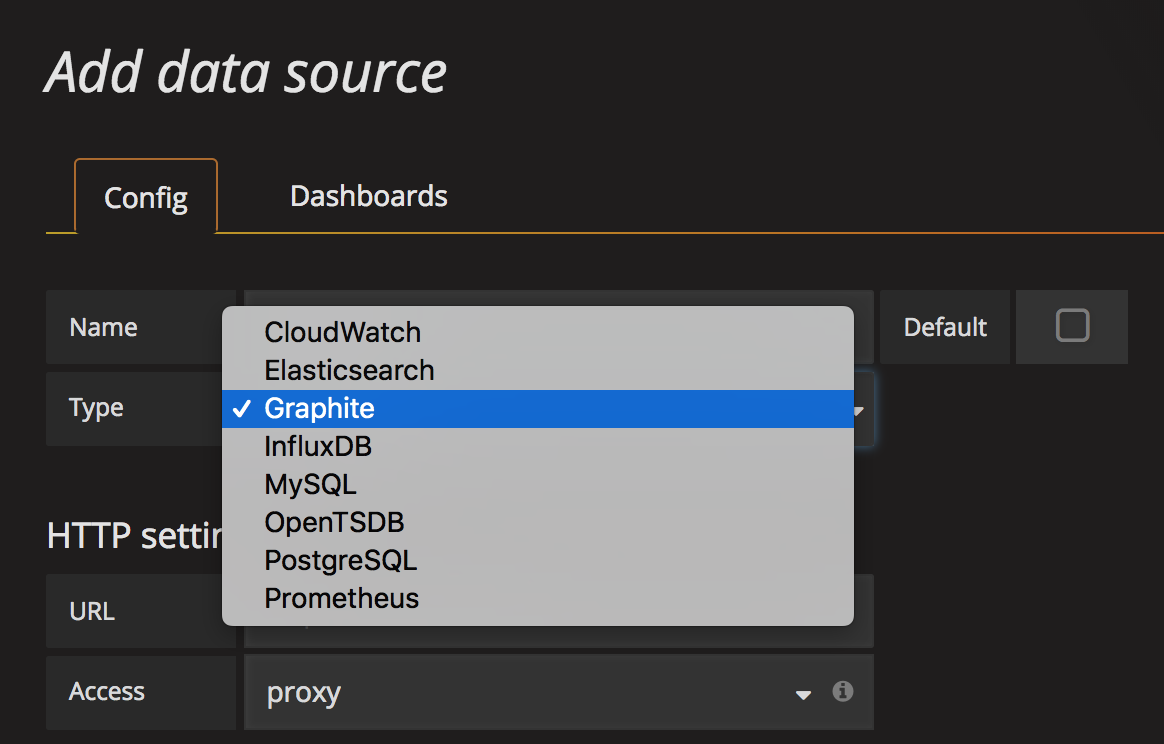 Add data source
Config
Dashboards
Name
Default
Type
CloudWatch
Elasticsearch
Graphite
InfluxDB
MySQL
OpenTSDB
PostgreSQL
Prometheus
HTTP settin
URL
Access
proxy